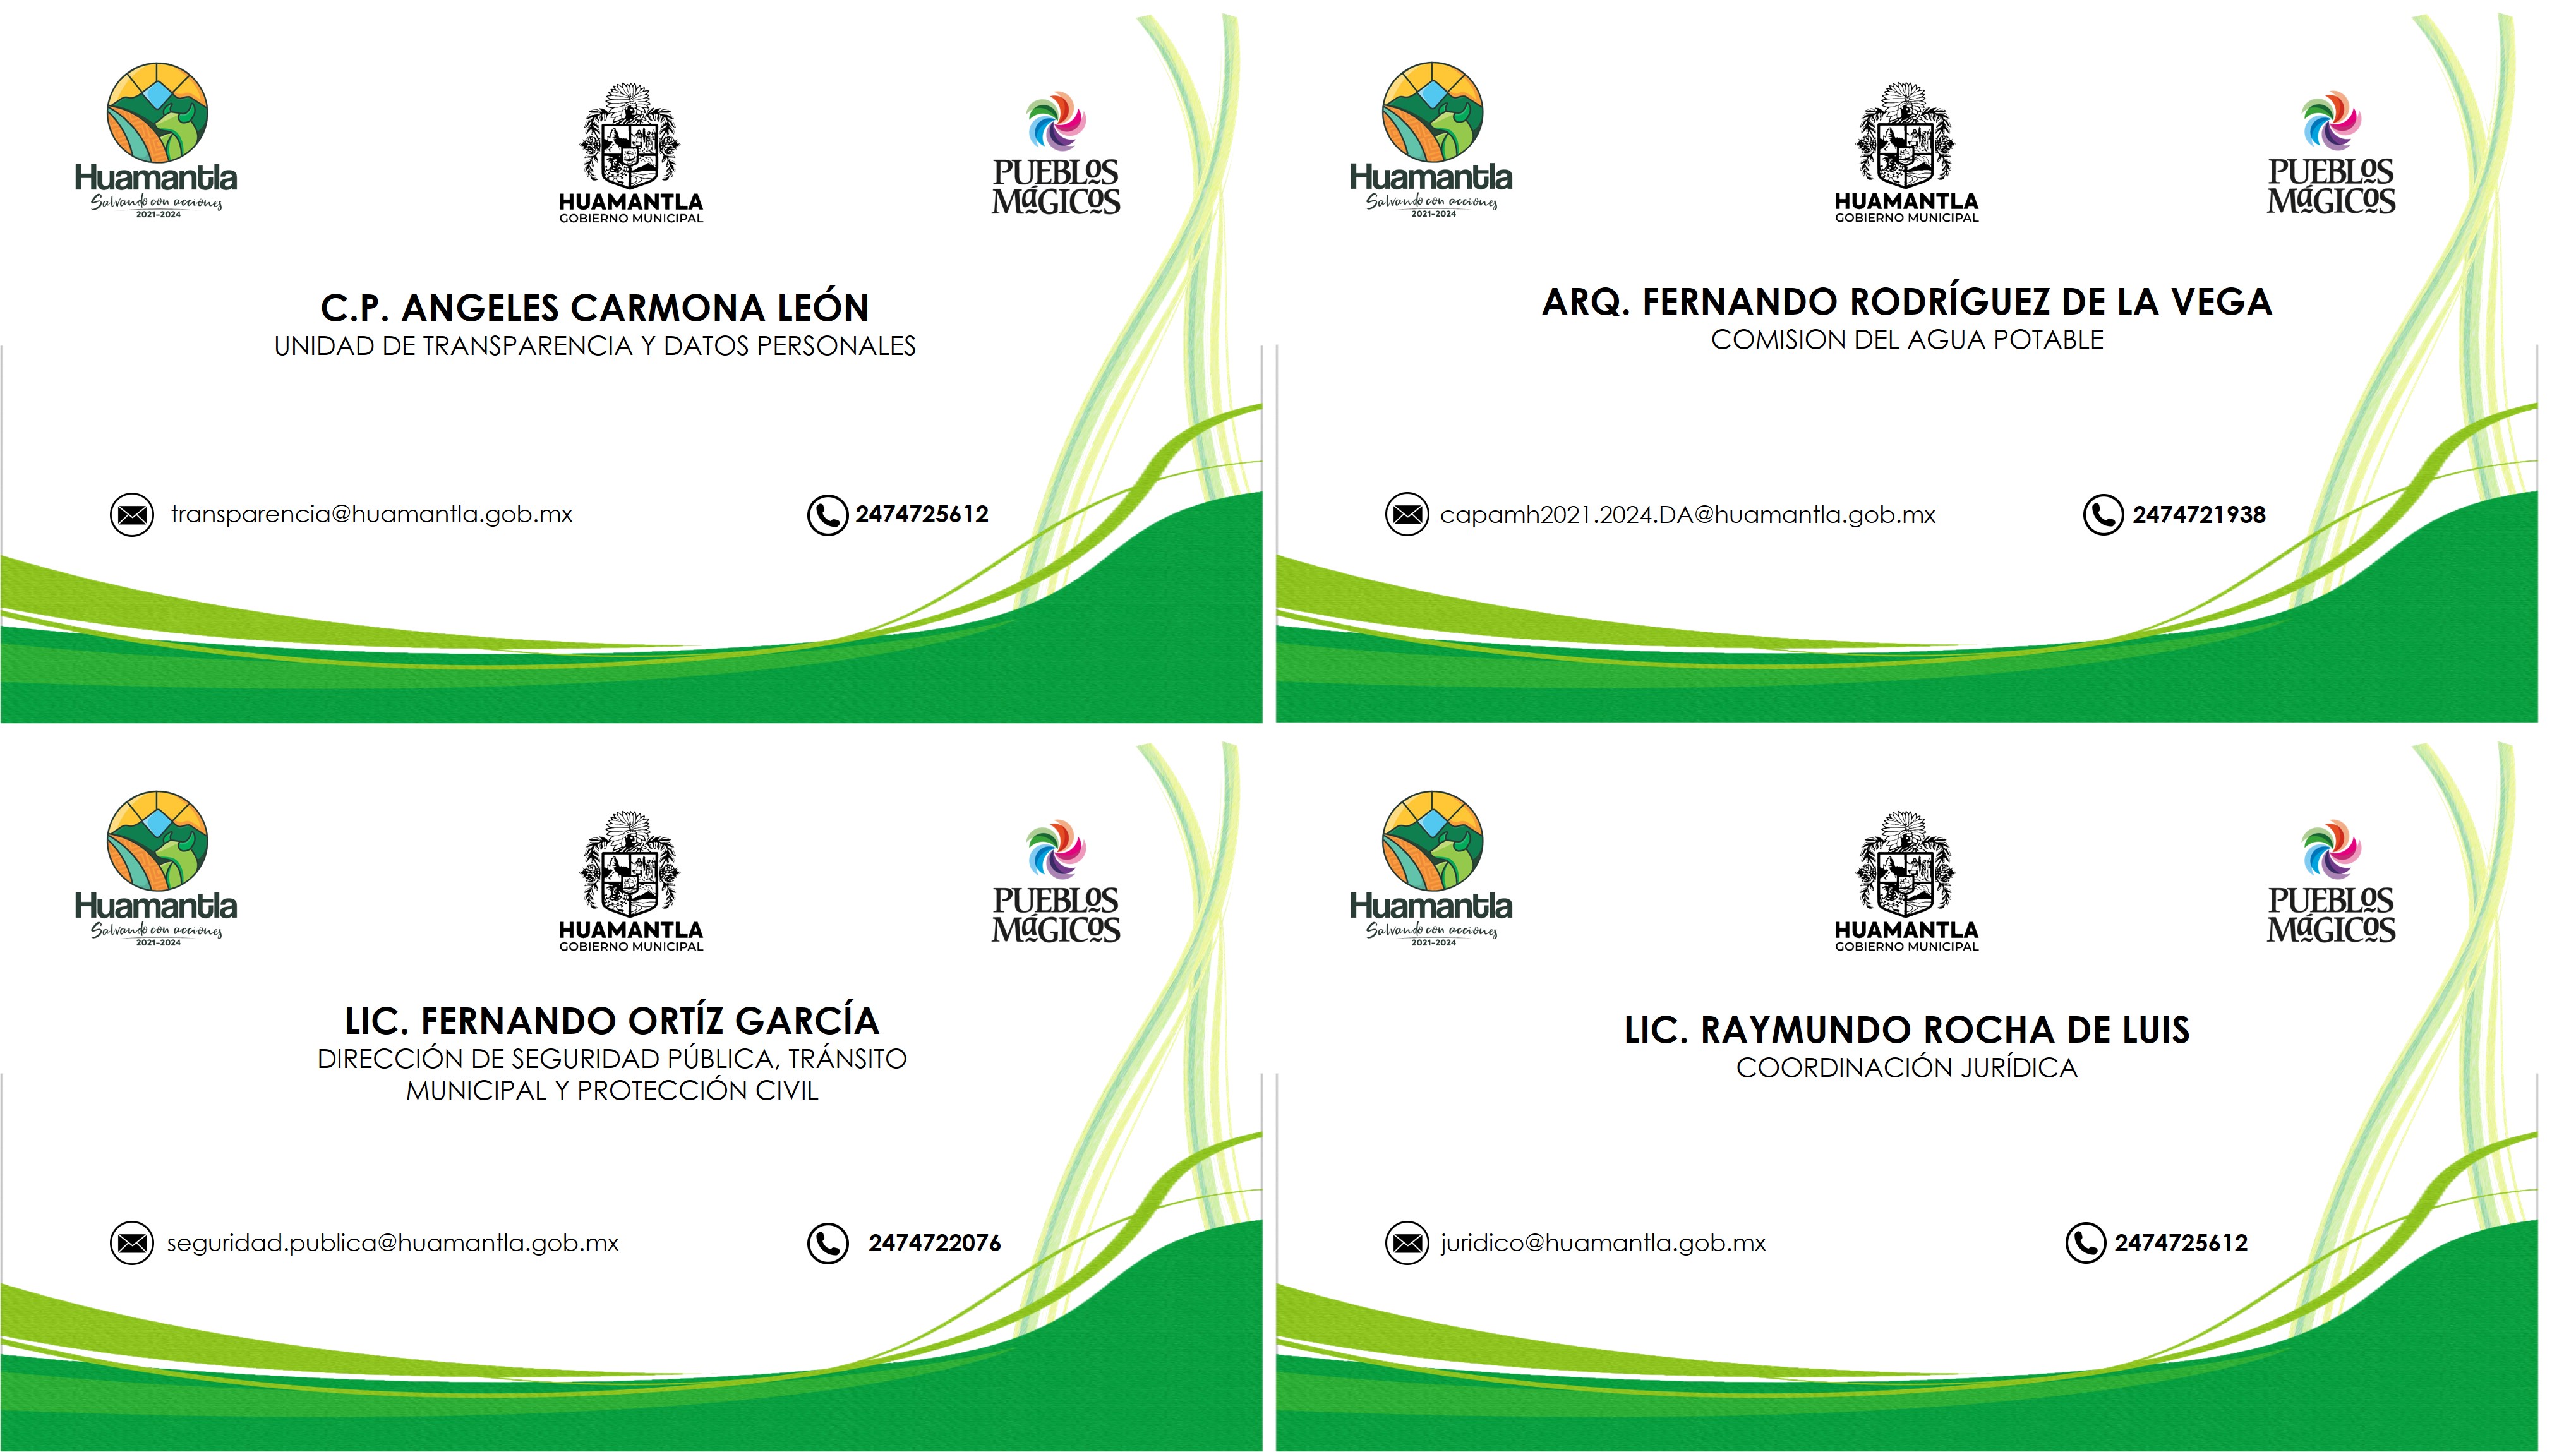 Huamantla
Salvando con acciones
2021-2024
HUAMANTLA
GOBIERNO MUNICIPAL
PUEBLOS
MÁGICOS
C.P. ANGELES CARMONA LEÓN
UNIDAD DE TRANSPARENCIA Y DATOS PERSONALES
transparencia@huamantla.gob.mx
2474725612
Huamantla
Salvando con acciones
2021-2024
HUAMANTLA
GOBIERNO MUNICIPAL
PUEBLOS
MÁGICOS
ARQ. FERNANDO RODRÍGUEZ DE LA VEGA
COMISION DEL AGUA POTABLE
capamh2021.2024.DA@huamantla.gob.mx
2474721938
Huamantla
Salvando con acciones
2021-2024
HUAMANTLA
GOBIERNO MUNICIPAL
PUEBLOS
MÁGICOS
LIC. FERNANDO ORTÍZ GARCÍA
DIRECCIÓN DE SEGURIDAD PÚBLICA, TRÁNSITO
MUNICIPAL Y PROTECCIÓN CIVIL
seguridad.publica@huamantla.gob.mx
2474722076
Huamantla
Salvando con acciones
2021-2024
HUAMANTLA
GOBIERNO MUNICIPAL
PUEBLOS
MÁGICOS
LIC. RAYMUNDO ROCHA DE LUIS
COORDINACIÓN JURÍDICA
juridico@huamantla.gob.mx
2474725612